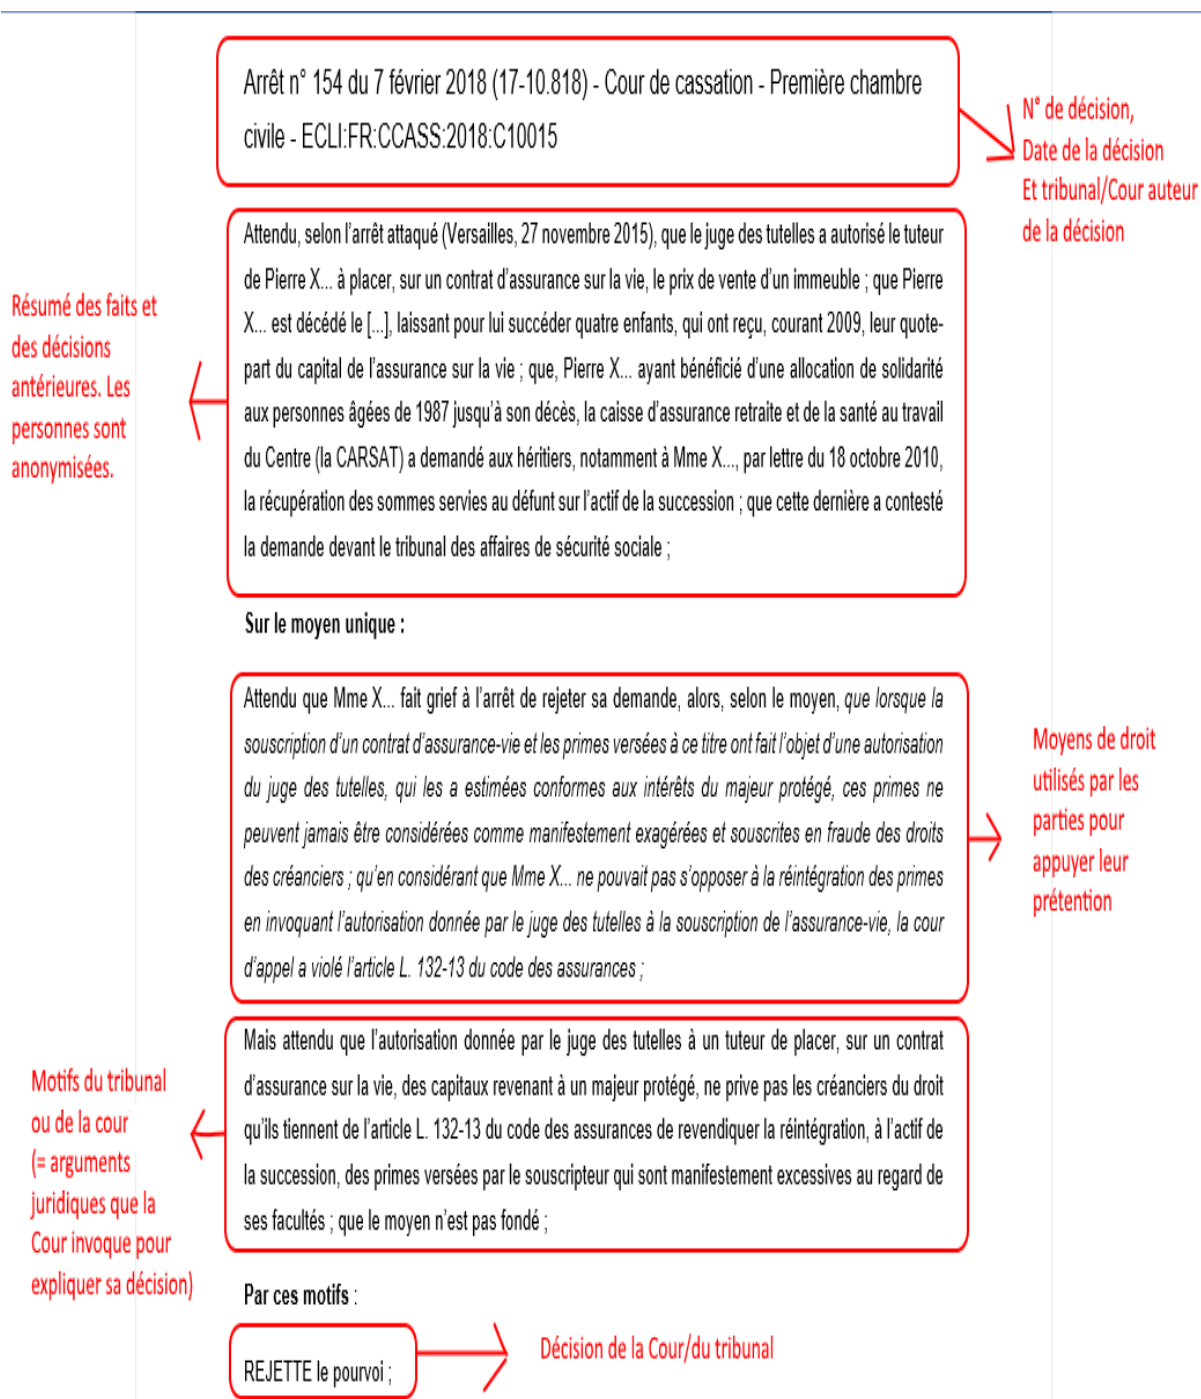 Arrêt n° 154 du 7 février 2018 (17-10.818) - Cour de cassation - Première chambre
civile - ECLI:FR:CCASS:2018:C10015
N° de décision,
Date de la décision
Et tribunal/Cour auteur
de la décision
Attendu, selon l'arrêt attaqué (Versailles, 27 novembre 2015), que le juge des tutelles a autorisé le tuteur
de Pierre X... à placer, sur un contrat d'assurance sur la vie, le prix de vente d'un immeuble ; que Pierre
X... est décédé le [...], laissant pour lui succéder quatre enfants, qui ont reçu, courant 2009, leur quote-
part du capital de l'assurance sur la vie ; que, Pierre X... ayant bénéficié d'une allocation de solidarité
aux personnes âgées de 1987 jusqu'à son décès, la caisse d'assurance retraite et de la santé au travail
du Centre (la CARSAT) a demandé aux héritiers, notamment à Mme X..., par lettre du 18 octobre 2010,
la récupération des sommes servies au défunt sur l'actif de la succession ; que cette dernière a contesté
la demande devant le tribunal des affaires de sécurité sociale ;
Résumé des faits et
des décisions
antérieures. Les
personnes sont
anonymisées.
Sur le moyen unique :
Attendu que Mme X... fait grief à l'arrêt de rejeter sa demande, alors, selon le moyen, que lorsque la
souscription d'un contrat d'assurance-vie et les primes versées à ce titre ont fait l'objet d'une autorisation
du juge des tutelles, qui les a estimées conformes aux intérêts du majeur protégé, ces primes ne
peuvent jamais être considérées comme manifestement exagérées et souscrites en fraude des droits
des créanciers ; qu'en considérant que Mme X... ne pouvait pas s'opposer à la réintégration des primes
en invoquant l'autorisation donnée par le juge des tutelles à la souscription de l'assurance-vie, la cour
d'appel a violé l'article L. 132-13 du code des assurances ;
Moyens de droit
utilisés par les
parties pour
appuyer leur
prétention
Mais attendu que l'autorisation donnée par le juge des tutelles à un tuteur de placer, sur un contrat
d'assurance sur la vie, des capitaux revenant à un majeur protégé, ne prive pas les créanciers du droit
qu'ils tiennent de l'article L. 132-13 du code des assurances de revendiquer la réintégration, à l'actif de
la succession, des primes versées par le souscripteur qui sont manifestement excessives au regard de
ses facultés ; que le moyen n'est pas fondé ;
Motifs du tribunal
ou de la cour
(= arguments
juridiques que la
Cour invoque pour
expliquer sa décision)
Par ces motifs :
REJETTE le pourvoi ;
Décision de la Cour/du tribunal